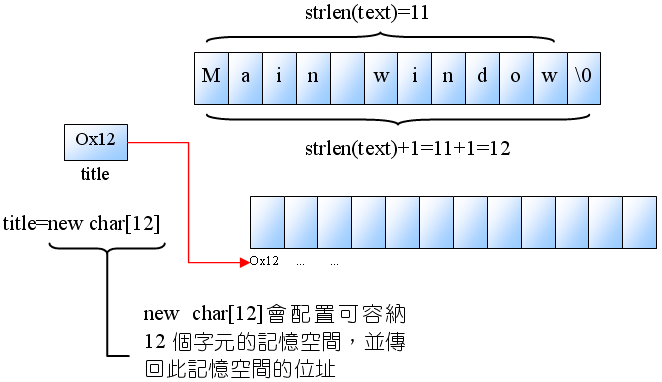 strlen(text)=11
M a i n w i n d o w \0
strlen(text)+1=11+1=12
Ox12
title
title=new char[12]
Ox12 ... ...
new char[12]會配置可容納
12 個字元的記憶空間，並傳
回此記憶空間的位址